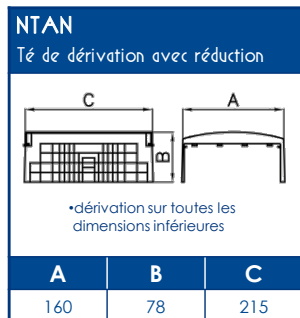 NTAN
Té de dérivation avec réduction
C
A
B
•dérivation sur toutes les
dimensions inférieures
A B C
160 78 215